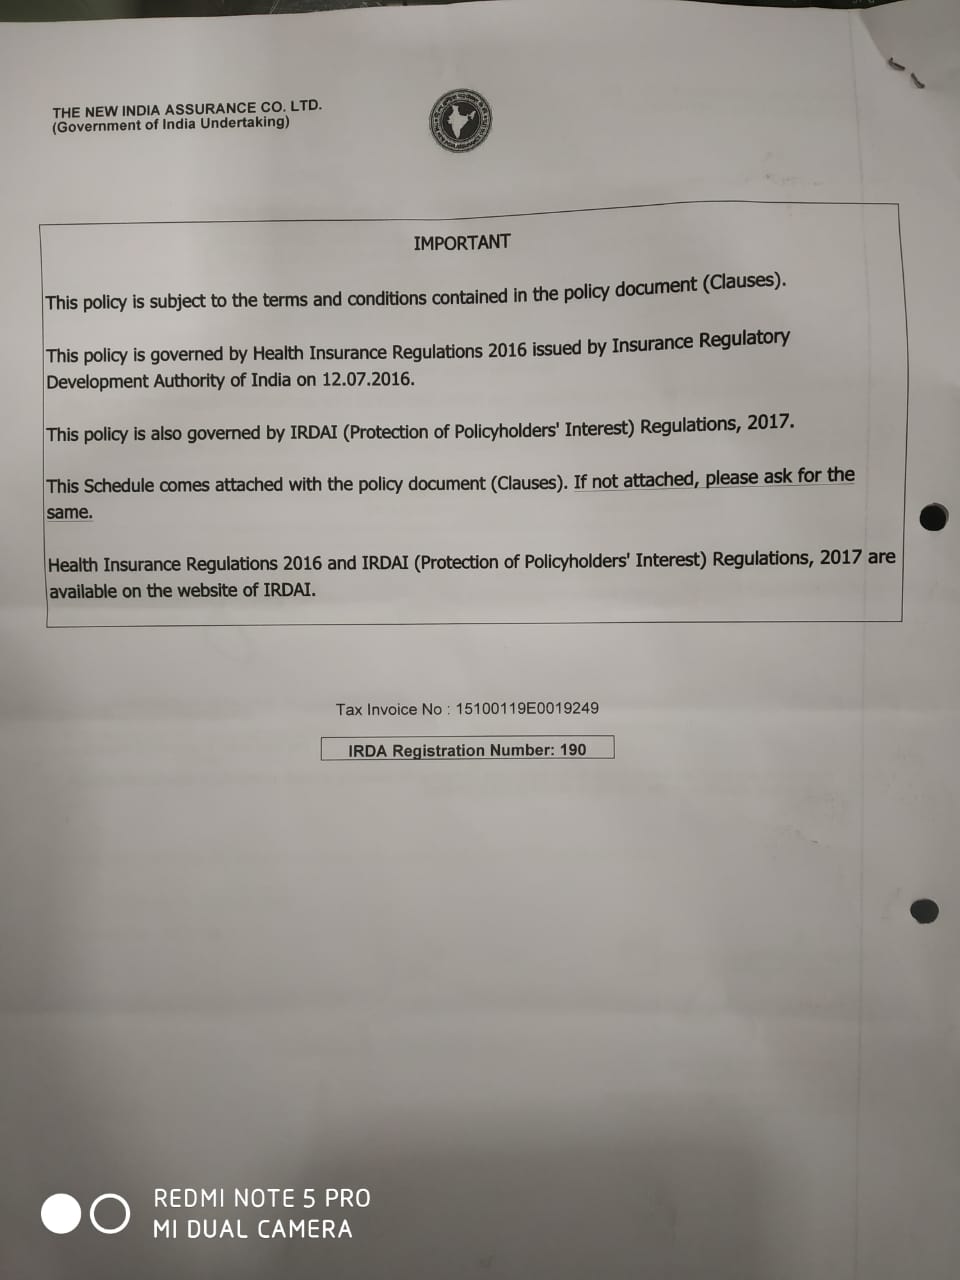 THE NEW INDIA ASSURANCE CO. LTD.
(Government of India Undertaking)
IMPORTANT
This policy is subject to the terms and conditions contained in the policy document (Clauses).
This policy is governed by Health Insurance Regulations 2016 issued by Insurance Regulatory
Development Authority of India on 12.07.2016.
This policy is also governed by IRDAI (Protection of Policyholders' Interest) Regulations, 2017.
This Schedule comes attached with the policy document (Clauses). If not attached, please ask for the
same.
Health Insurance Regulations 2016 and IRDAI (Protection of Policyholders' Interest) Regulations, 2017 are
available on the website of IRDAI.
Tax Invoice No : 15100119E0019249
IRDA Registration Number: 190
REDMI NOTE 5 PRO
MI DUAL CAMERA